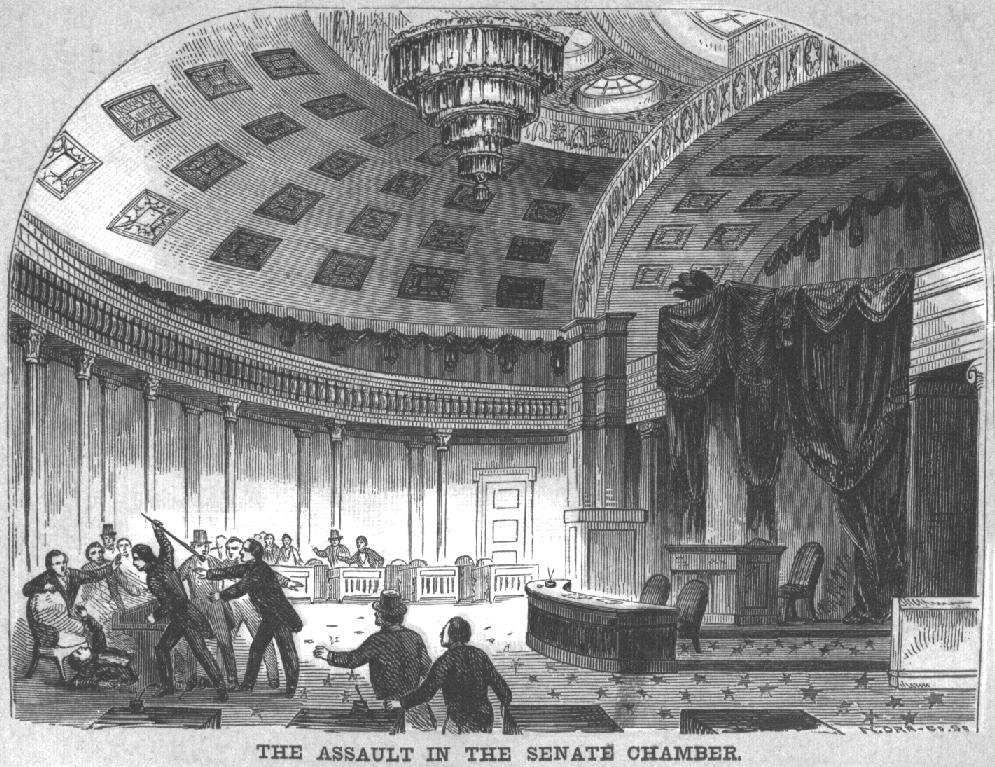 THE ASSAULT IN THE SENATE CHAMBER.